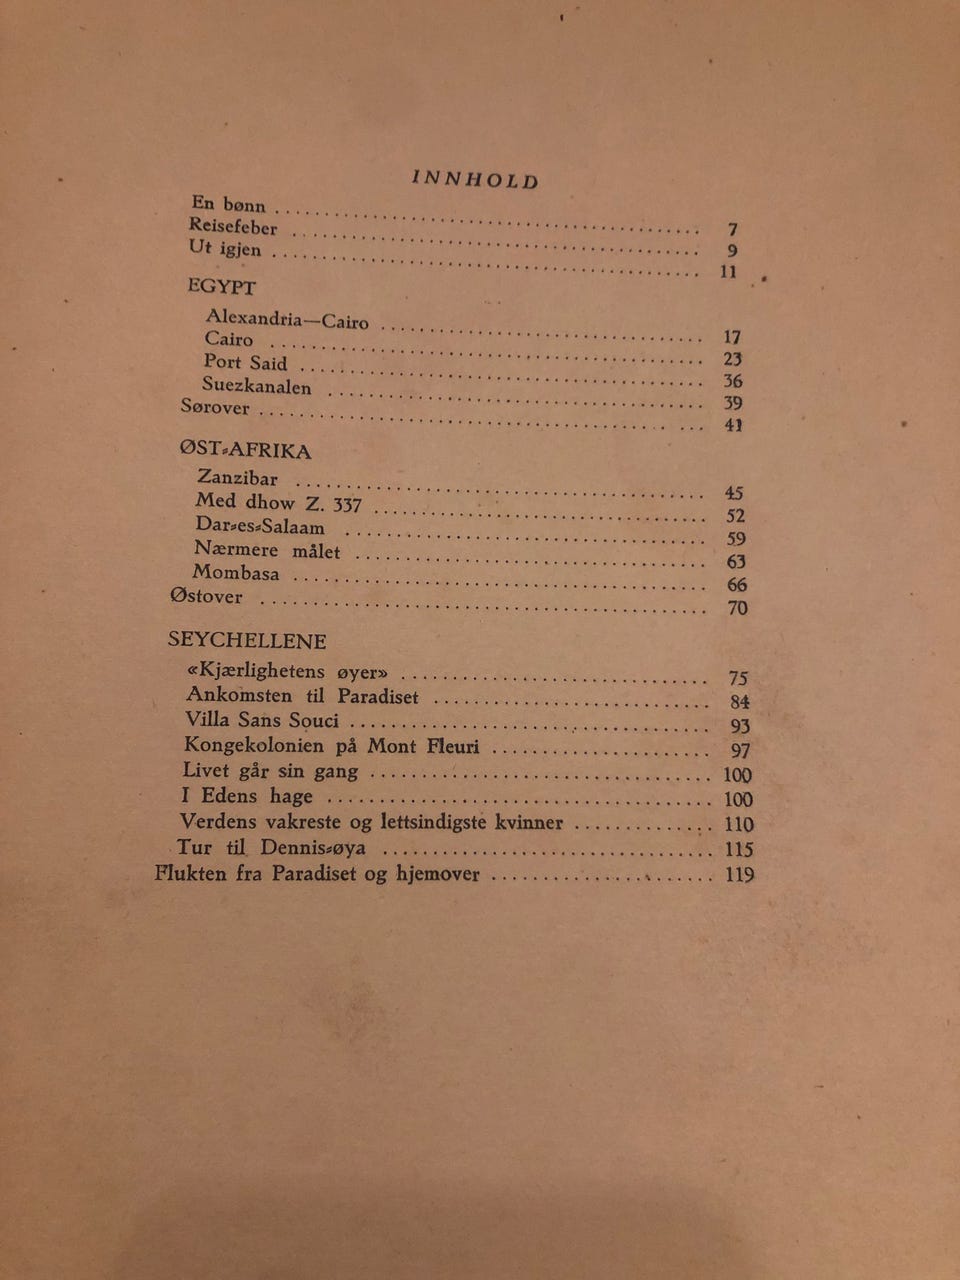 INNHOLD
En bønn ........................................ 7
Reisefeber ........................................ 9
Ut igjen ........................................ 11
EGYPT
Alexandria—Cairo ........................................ 17
Cairo ........................................ 23
Port Said ........................................ 36
Suezkanalen ........................................ 39
Sørover ........................................ 41
ØST-AFRIKA
Zanzibar ........................................ 45
Med dhow Z. 337 ........................................ 52
Dar-es-Salaam ........................................ 59
Nærmere målet ........................................ 63
Mombasa ........................................ 66
Østover ........................................ 70
SEYCHELLENE
«Kjærlighetens øyer» .............................. 75
Ankomsten til Paradiset .............................. 84
Villa Sans Souci .............................. 93
Kongekolonien på Mont Fleuri .................... 97
Livet går sin gang .............................. 100
I Edens hage .............................. 100
Verdens vakreste og lettsindigste kvinner .............. 110
Tur til Dennis-øya .............................. 115
Flukten fra Paradiset og hjemover .................... 119